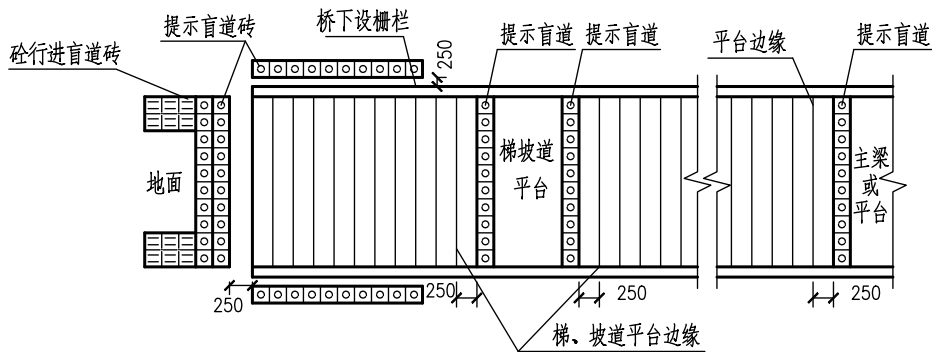 桥下设栅栏
提示盲道砖
提示盲道
提示盲道
平台边缘
提示盲道
砼行进盲道砖
250
地面
梯坡道
平台
主梁
或
平台
250
250
250
250
梯、坡道平台边缘